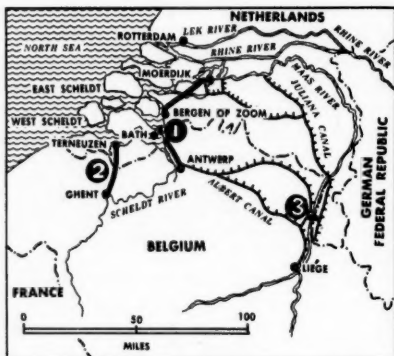 NETHERLANDS
NORTH SEA
ROTTERDAM
LEK RIVER
RHINE RIVER
RHINE RIVER
MOERDIJK
MAAS RIVER
JULIANA CANAL
EAST SCHELDT
WEST SCHELDT
BERGEN OP ZOOM
BATH
1
TERNEUZEN
2
ANTWERP
GHENT
SCHELDT RIVER
ALBERT CANAL
3
GERMAN
FEDERAL REPUBLIC
BELGIUM
LIÉGE
FRANCE
0 50 100
MILES